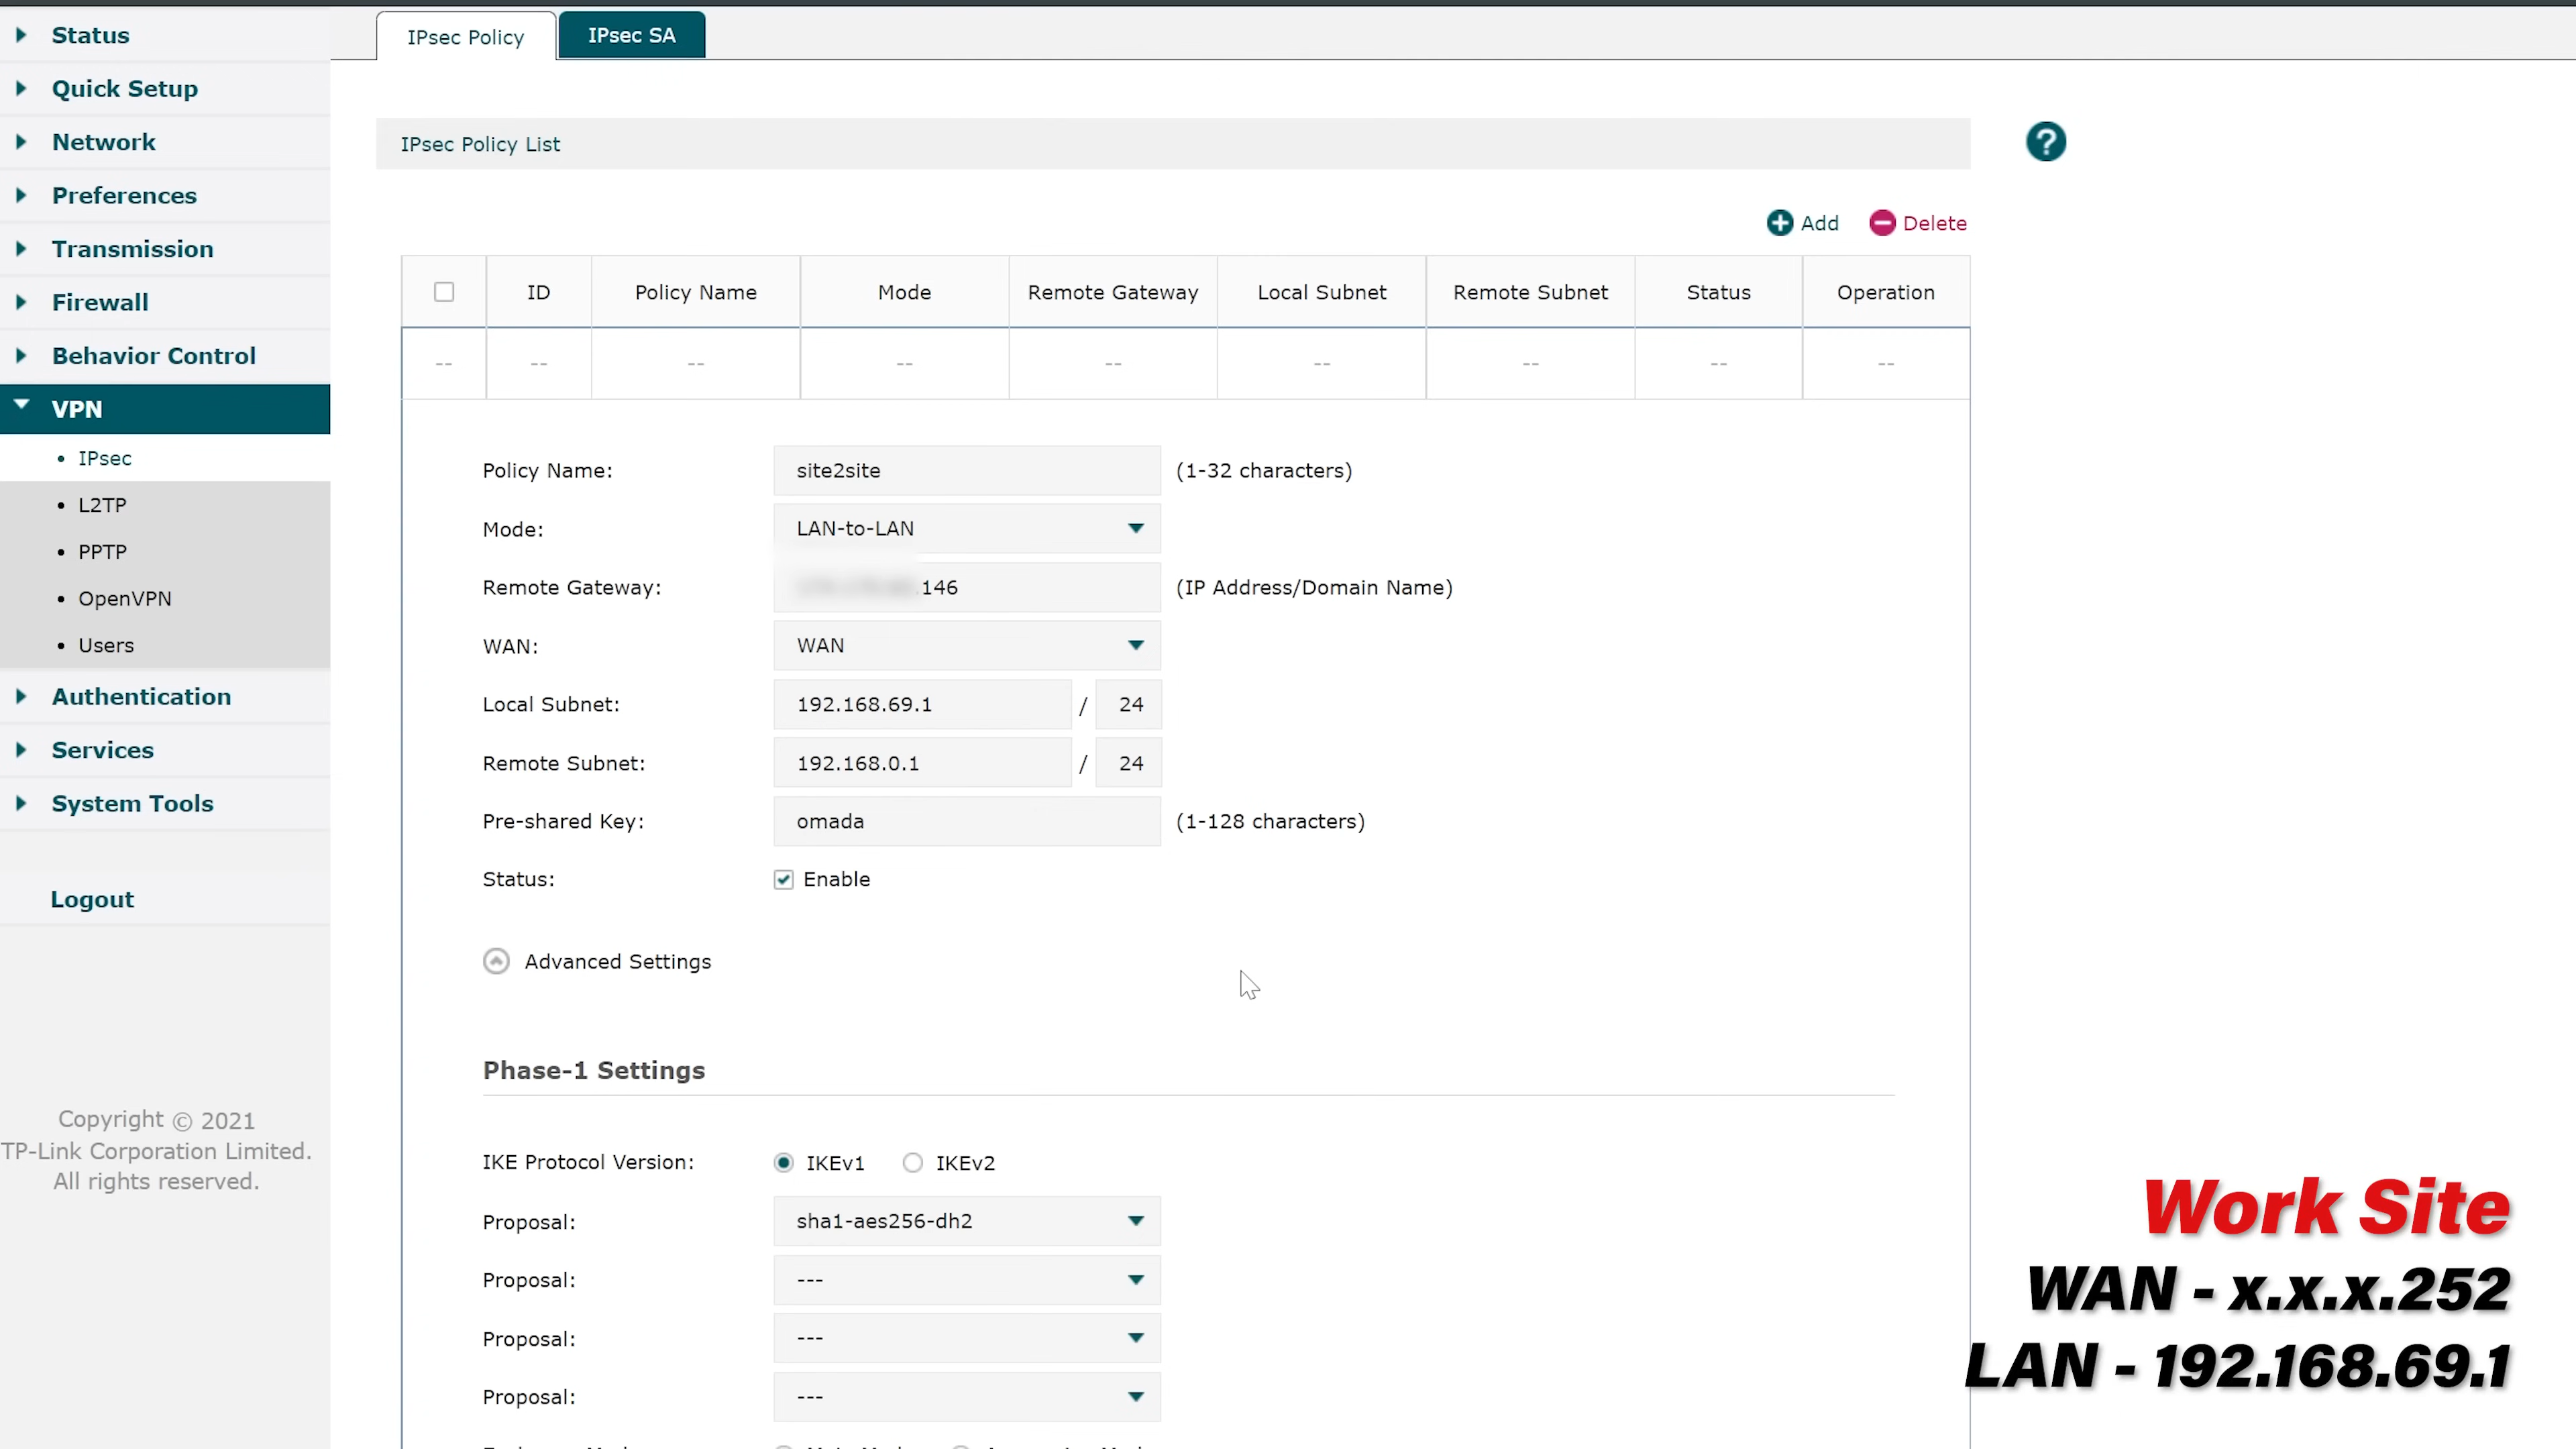 Status
Quick Setup
Network
Preferences
Transmission
Firewall
Behavior Control
VPN
• IPsec
• L2TP
• PPTP
• OpenVPN
• Users
Authentication
Services
System Tools
Logout
Copyright © 2021
TP-Link Corporation Limited.
All rights reserved.
IPsec Policy IPsec SA
IPsec Policy List
?
Add Delete
ID Policy Name Mode Remote Gateway Local Subnet Remote Subnet Status Operation
-- -- -- -- -- -- -- -- --
Policy Name: site2site (1-32 characters)
Mode: LAN-to-LAN
Remote Gateway: .146 (IP Address/Domain Name)
WAN: WAN
Local Subnet: 192.168.69.1 / 24
Remote Subnet: 192.168.0.1 / 24
Pre-shared Key: omada (1-128 characters)
Status: Enable
Advanced Settings
Phase-1 Settings
IKE Protocol Version: IKEv1 IKEv2
Proposal: sha1-aes256-dh2
Proposal: ---
Proposal: ---
Proposal: ---
Work Site
WAN - x.x.x.252
LAN - 192.168.69.1